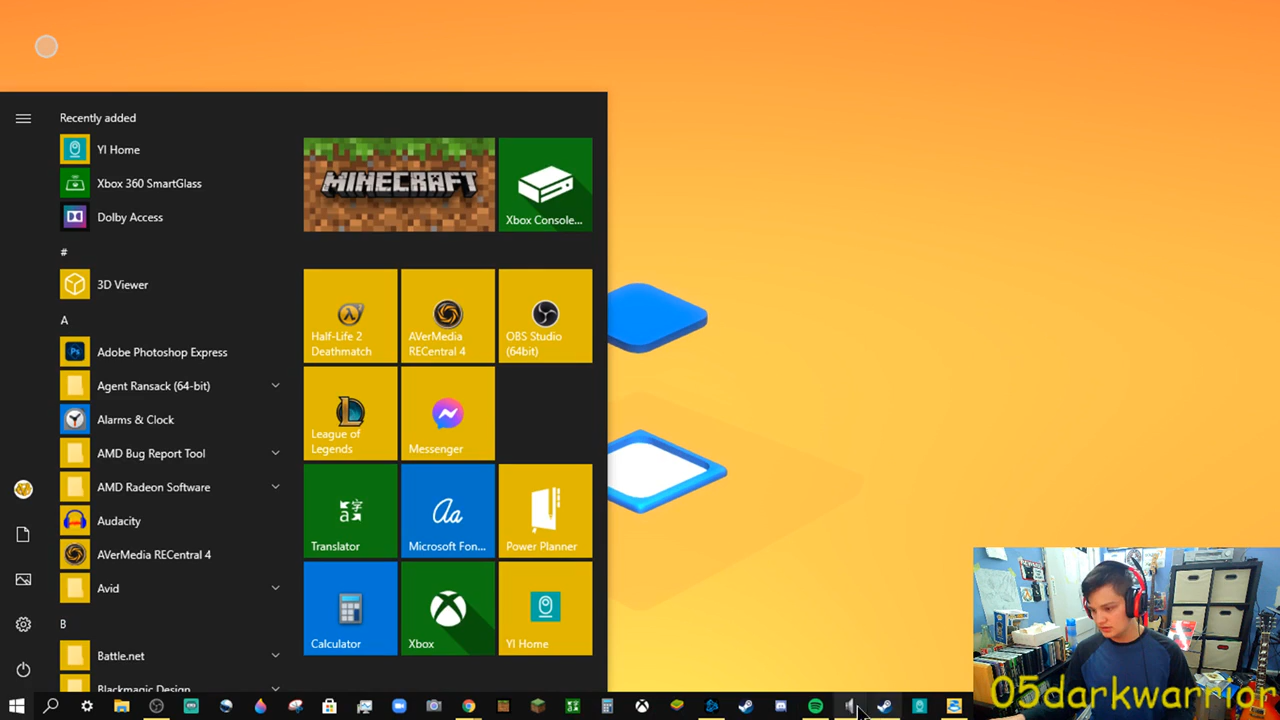 Recently added
YI Home
Xbox 360 SmartGlass
Dolby Access
#
3D Viewer
A
Adobe Photoshop Express
Agent Ransack (64-bit)
Alarms & Clock
AMD Bug Report Tool
AMD Radeon Software
Audacity
AVerMedia RECentral 4
Avid
B
Battle.net
Blackmagic Design
MINECRAFT
Xbox Console...
Half-Life 2
Deathmatch
AVerMedia
RECentral 4
OBS Studio
(64bit)
League of
Legends
Messenger
Translator
Microsoft Fon...
Power Planner
Calculator
Xbox
YI Home
05darkwarrior